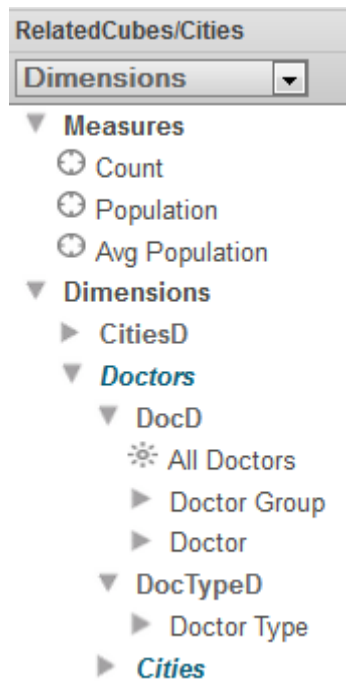 RelatedCubes/Cities
Dimensions
Measures
Count
Population
Avg Population
Dimensions
CitiesD
Doctors
DocD
All Doctors
Doctor Group
Doctor
DocTypeD
Doctor Type
Cities